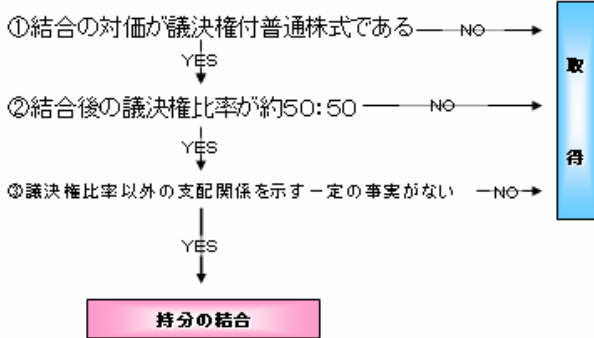 ①結合の対価が議決権付普通株式である NO
YES
②結合後の議決権比率が約50:50 NO
YES
③議決権比率以外の支配関係を示す一定の事実がない NO
YES
取得
持分の結合